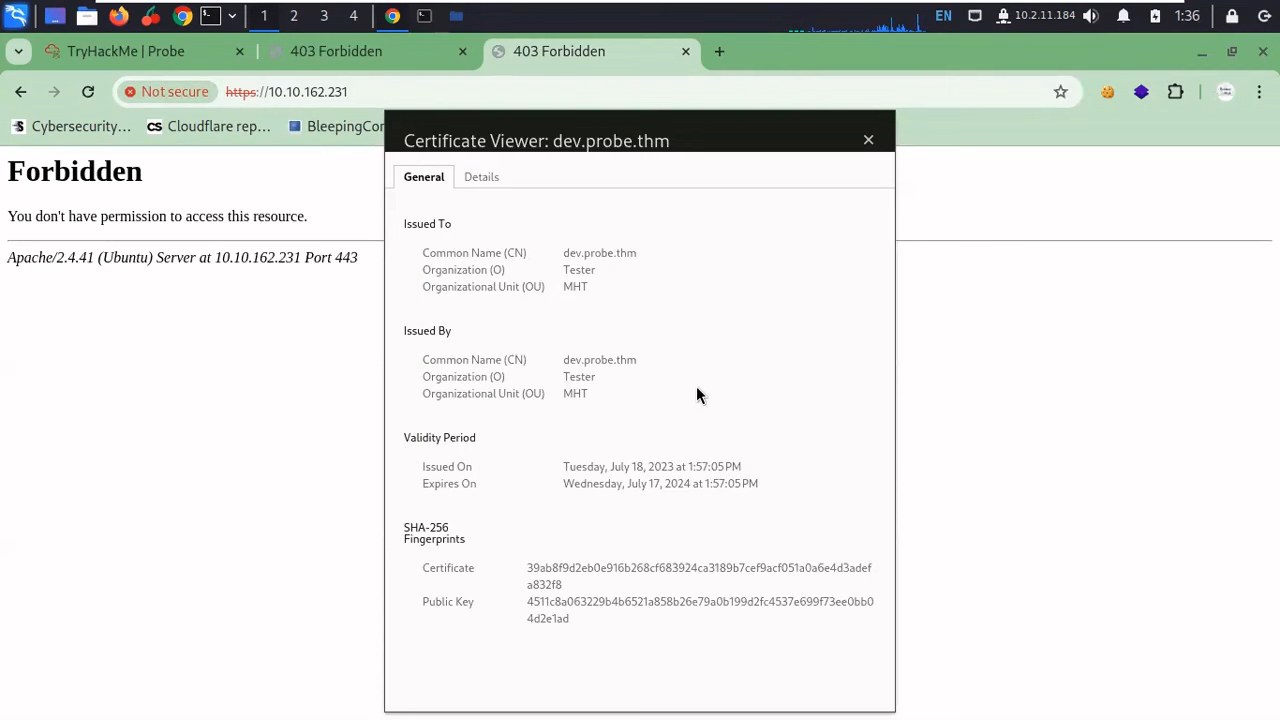 1 2 3 4 EN 10.2.11.184 1:36
TryHackMe | Probe 403 Forbidden 403 Forbidden
Not secure https://10.10.162.231
Cybersecurity... CS Cloudflare rep... BleepingCo
Forbidden
You don't have permission to access this resource.
Apache/2.4.41 (Ubuntu) Server at 10.10.162.231 Port 443
Certificate Viewer: dev.probe.thm
General Details
Issued To
Common Name (CN) dev.probe.thm
Organization (O) Tester
Organizational Unit (OU) MHT
Issued By
Common Name (CN) dev.probe.thm
Organization (O) Tester
Organizational Unit (OU) MHT
Validity Period
Issued On Tuesday, July 18, 2023 at 1:57:05 PM
Expires On Wednesday, July 17, 2024 at 1:57:05 PM
SHA-256
Fingerprints
Certificate 39ab8f9d2eb0e916b268cf683924ca3189b7cef9acf051a0a6e4d3adef
a832f8
Public Key 4511c8a063229b4b6521a858b26e79a0b199d2fc4537e699f73ee0bb0
4d2e1ad